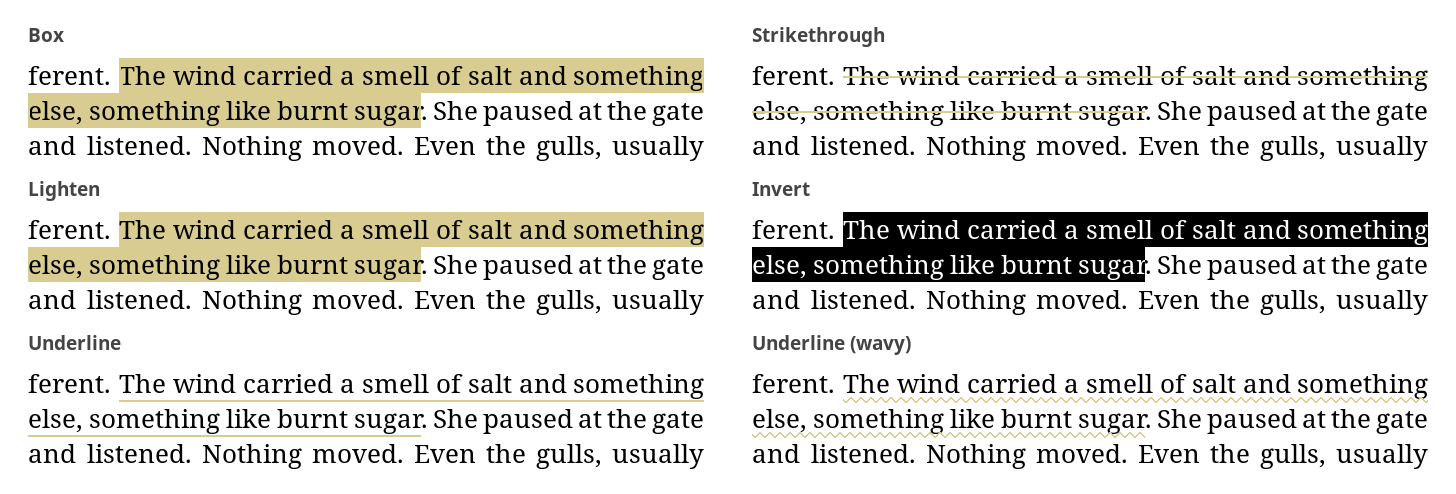 Box
ferent. The wind carried a smell of salt and something
else, something like burnt sugar. She paused at the gate
and listened. Nothing moved. Even the gulls, usually
Lighten
ferent. The wind carried a smell of salt and something
else, something like burnt sugar. She paused at the gate
and listened. Nothing moved. Even the gulls, usually
Underline
ferent. The wind carried a smell of salt and something
else, something like burnt sugar. She paused at the gate
and listened. Nothing moved. Even the gulls, usually
Strikethrough
ferent. The wind carried a smell of salt and something
else, something like burnt sugar. She paused at the gate
and listened. Nothing moved. Even the gulls, usually
Invert
ferent. The wind carried a smell of salt and something
else, something like burnt sugar. She paused at the gate
and listened. Nothing moved. Even the gulls, usually
Underline (wavy)
ferent. The wind carried a smell of salt and something
else, something like burnt sugar. She paused at the gate
and listened. Nothing moved. Even the gulls, usually